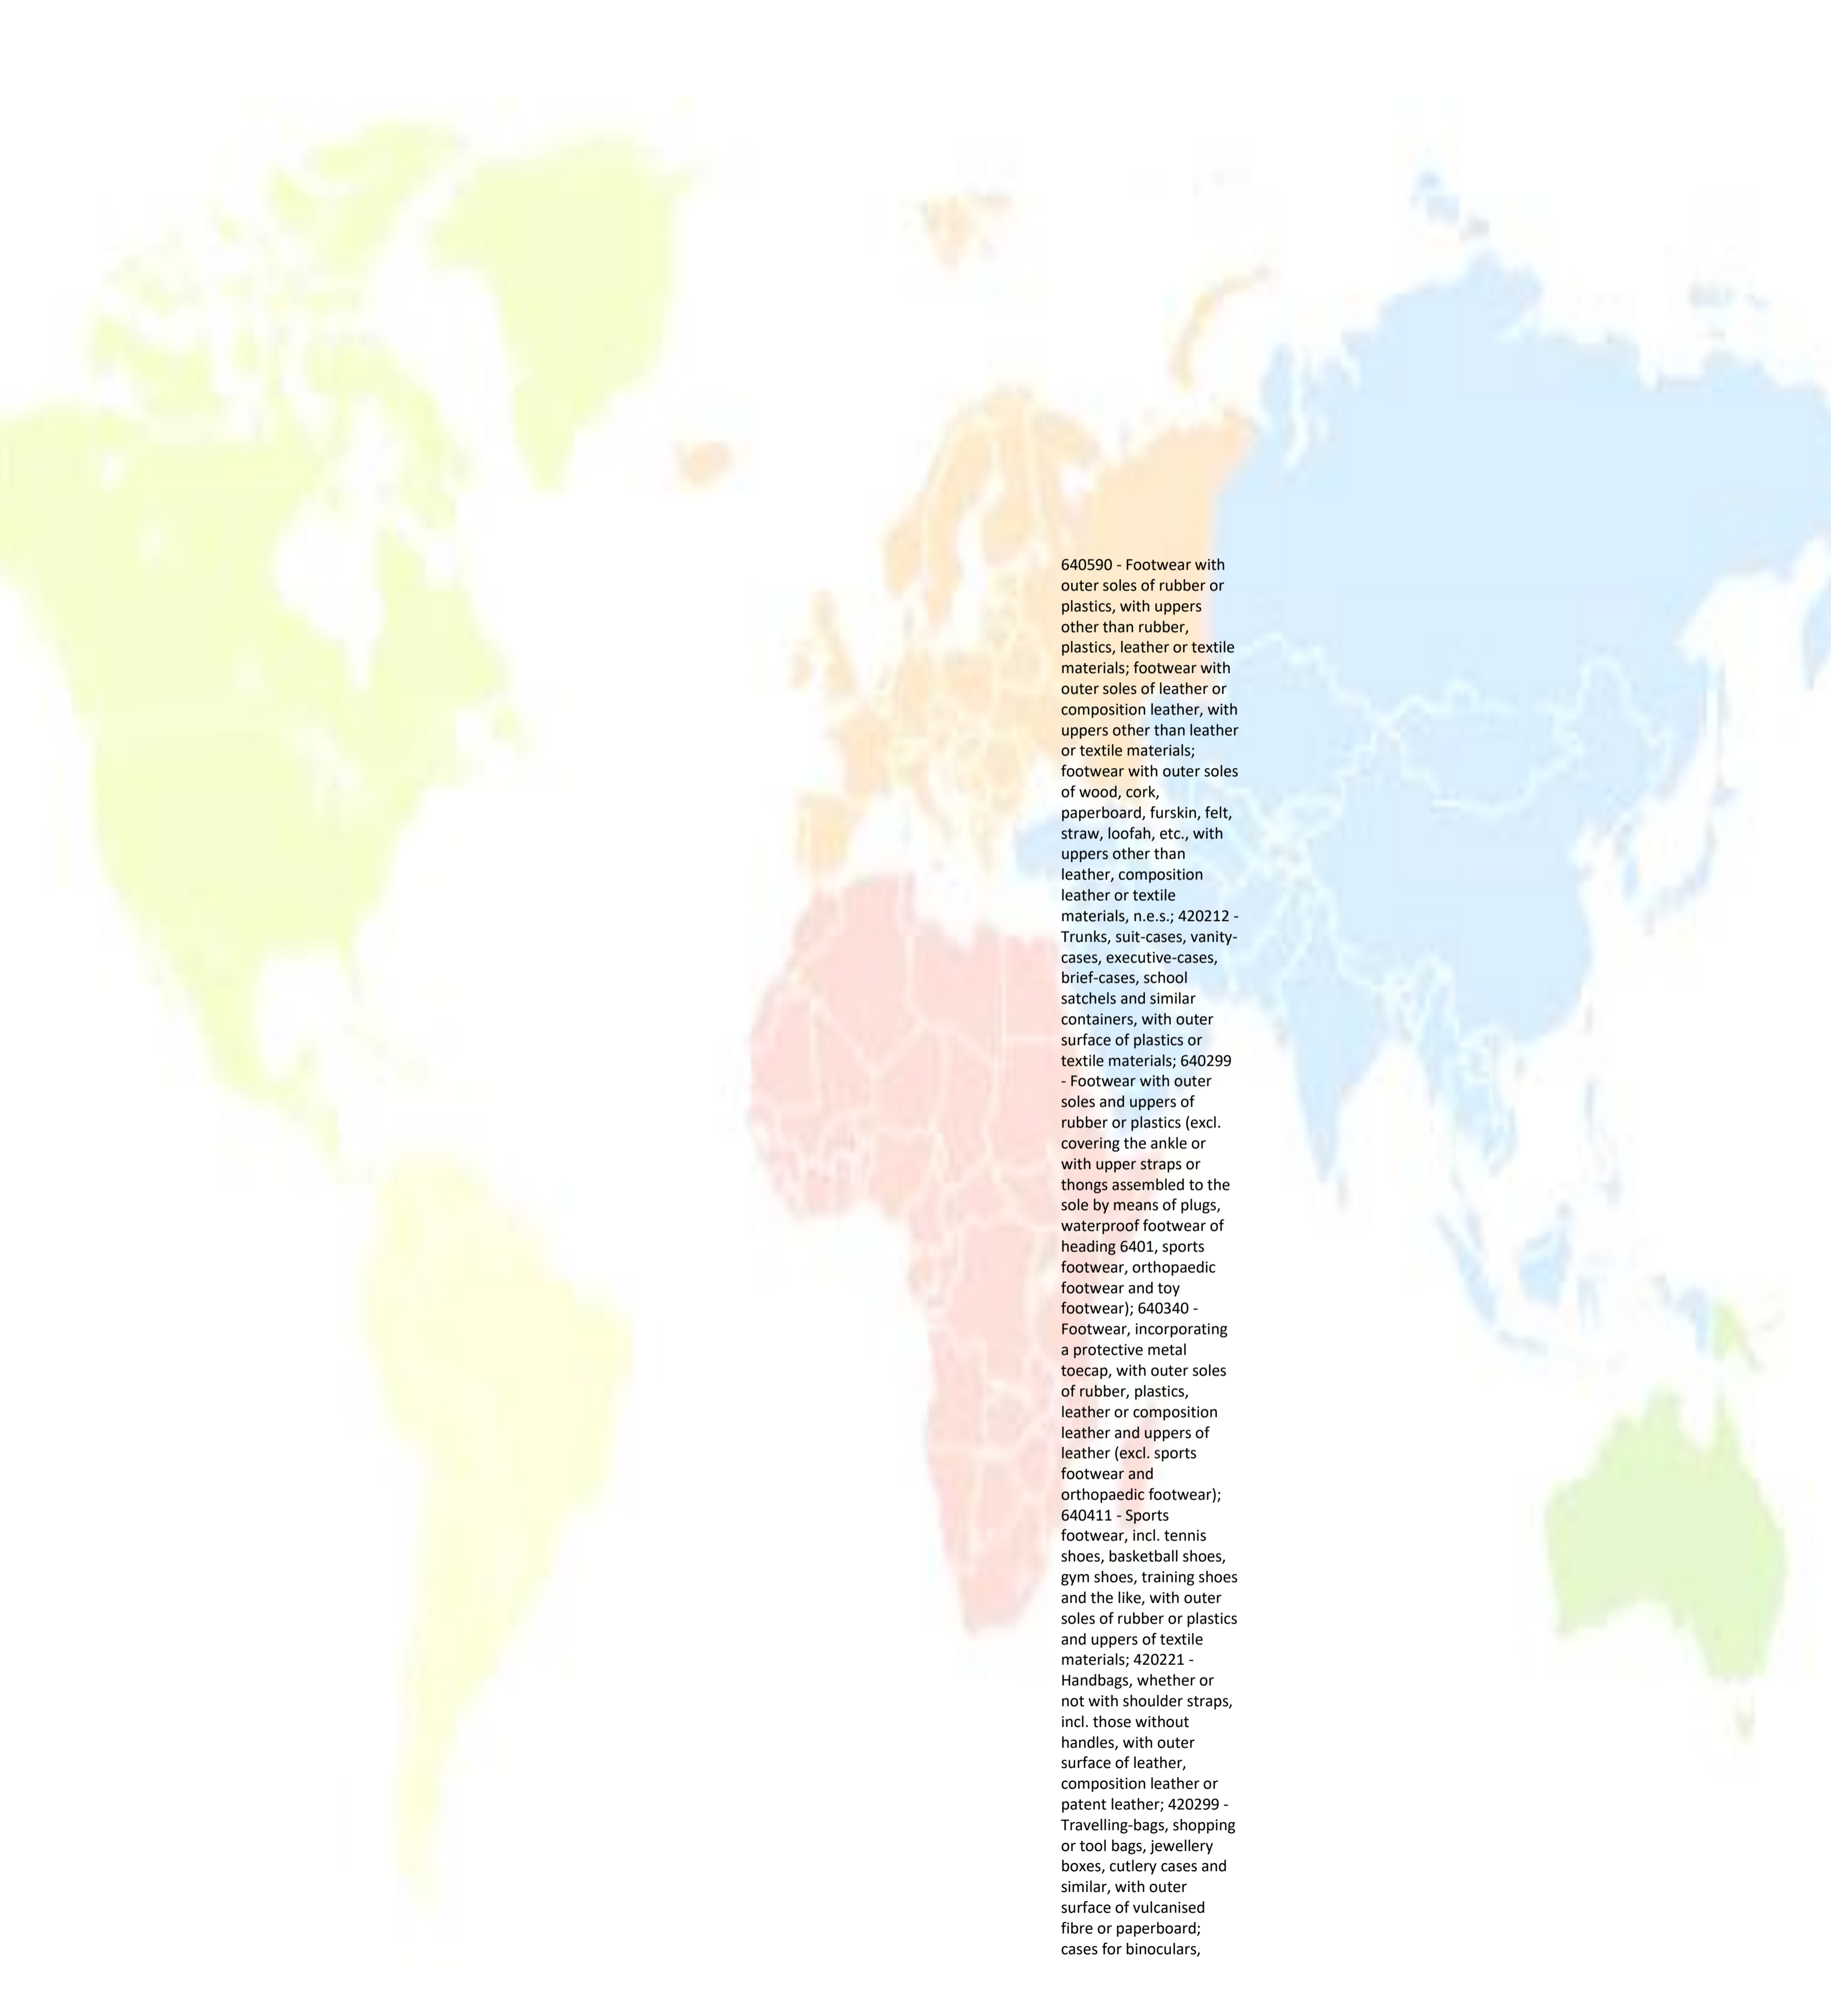 640590 - Footwear with
outer soles of rubber or
plastics, with uppers
other than rubber,
plastics, leather or textile
materials; footwear with
outer soles of leather or
composition leather, with
uppers other than leather
or textile materials;
footwear with outer soles
of wood, cork,
paperboard, furskin, felt,
straw, loofah, etc., with
uppers other than
leather, composition
leather or textile
materials, n.e.s.; 420212 -
Trunks, suit-cases, vanity-
cases, executive-cases,
brief-cases, school
satchels and similar
containers, with outer
surface of plastics or
textile materials; 640299
- Footwear with outer
soles and uppers of
rubber or plastics (excl.
covering the ankle or
with upper straps or
thongs assembled to the
sole by means of plugs,
waterproof footwear of
heading 6401, sports
footwear, orthopaedic
footwear and toy
footwear); 640340 -
Footwear, incorporating
a protective metal
toecap, with outer soles
of rubber, plastics,
leather or composition
leather and uppers of
leather (excl. sports
footwear and
orthopaedic footwear);
640411 - Sports
footwear, incl. tennis
shoes, basketball shoes,
gym shoes, training shoes
and the like, with outer
soles of rubber or plastics
and uppers of textile
materials; 420221 -
Handbags, whether or
not with shoulder straps,
incl. those without
handles, with outer
surface of leather,
composition leather or
patent leather; 420299 -
Travelling-bags, shopping
or tool bags, jewellery
boxes, cutlery cases and
similar, with outer
surface of vulcanised
fibre or paperboard;
cases for binoculars,